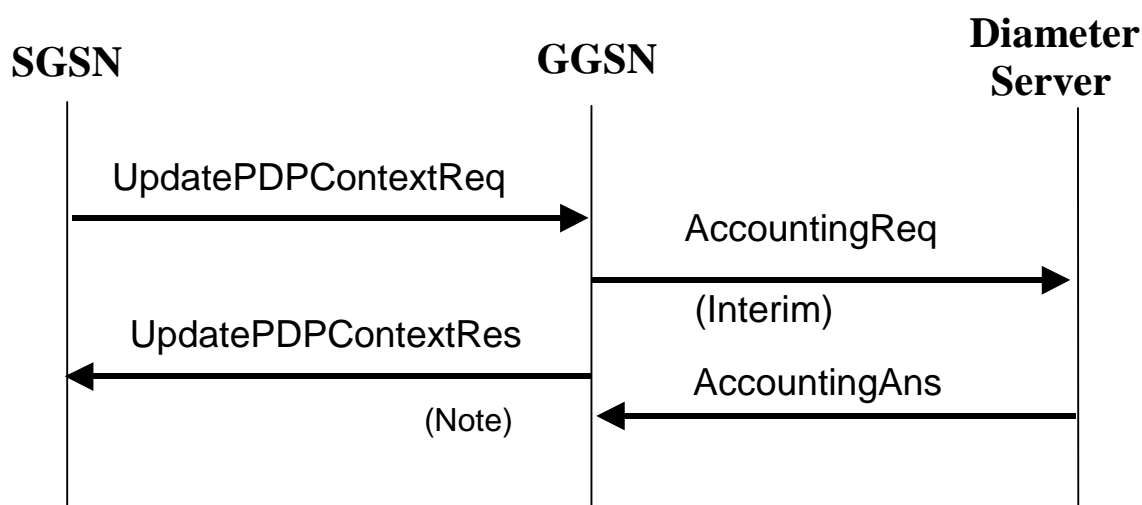 SGSN
GGSN
Diameter
Server
UpdatePDPContextReq
AccountingReq
(Interim)
UpdatePDPContextRes
AccountingAns
(Note)